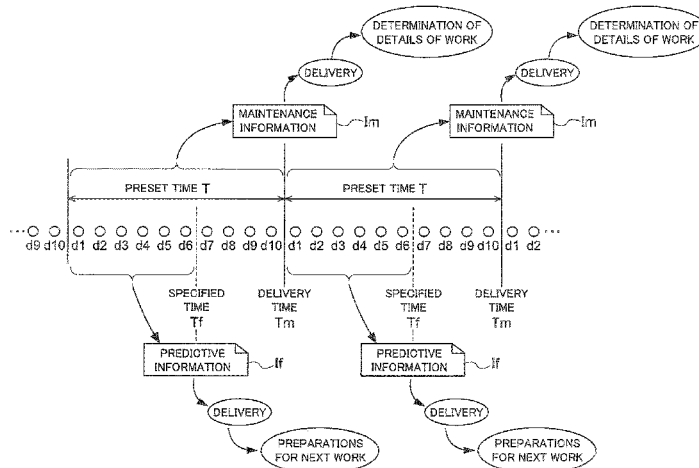 DETERMINATION OF
DETAILS OF WORK
DETERMINATION OF
DETAILS OF WORK
DELIVERY
DELIVERY
MAINTENANCE
INFORMATION
Im
MAINTENANCE
INFORMATION
Im
PRESET TIME T
PRESET TIME T
··· d9 d10 d1 d2 d3 d4 d5 d6 d7 d8 d9 d10 d1 d2 d3 d4 d5 d6 d7 d8 d9 d10 d1 d2 ···
SPECIFIED
TIME
Tf
DELIVERY
TIME
Tm
SPECIFIED
TIME
Tf
DELIVERY
TIME
Tm
PREDICTIVE
INFORMATION
If
PREDICTIVE
INFORMATION
If
DELIVERY
DELIVERY
PREPARATIONS
FOR NEXT WORK
PREPARATIONS
FOR NEXT WORK